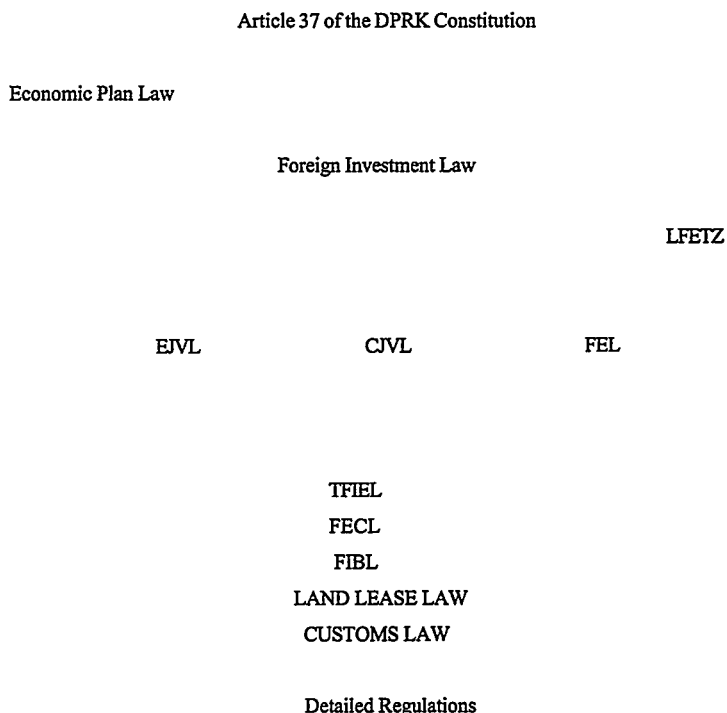 Article 37 of the DPRK Constitution
Economic Plan Law
Foreign Investment Law
LFETZ
EJVL CJVL FEL
TFIEL
FECL
FIBL
LAND LEASE LAW
CUSTOMS LAW
Detailed Regulations